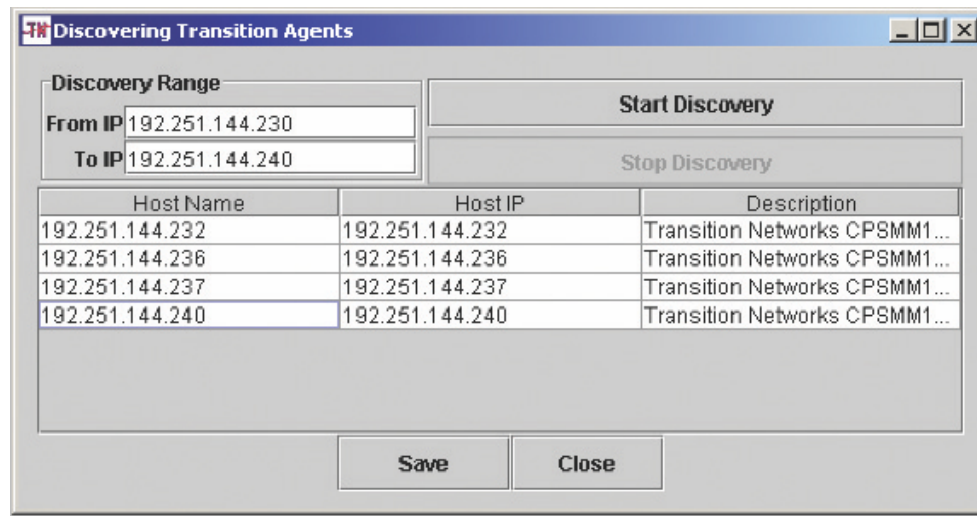 TN Discovering Transition Agents
Discovery Range
From IP 192.251.144.230
To IP 192.251.144.240
Start Discovery
Stop Discovery
Host Name Host IP Description
192.251.144.232 192.251.144.232 Transition Networks CPSMM1...
192.251.144.236 192.251.144.236 Transition Networks CPSMM1...
192.251.144.237 192.251.144.237 Transition Networks CPSMM1...
192.251.144.240 192.251.144.240 Transition Networks CPSMM1...
Save Close